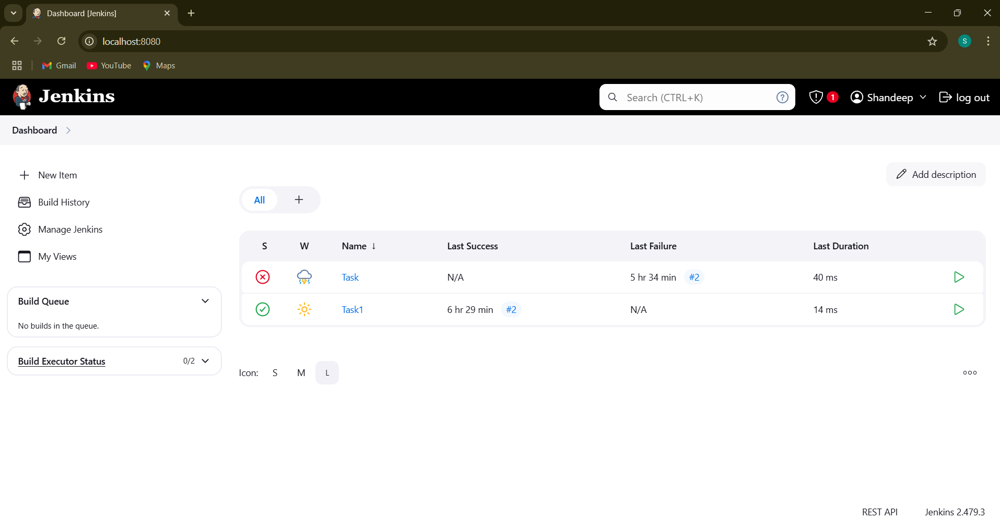 Dashboard [Jenkins]
localhost:8080
S
Gmail
YouTube
Maps
Jenkins
Search (CTRL+K)
1
Shandeep
log out
Dashboard
New Item
Build History
Manage Jenkins
My Views
Build Queue
No builds in the queue.
Build Executor Status 0/2
Add description
All
S W Name ↓ Last Success Last Failure Last Duration
Task N/A 5 hr 34 min #2 40 ms
Task1 6 hr 29 min #2 N/A 14 ms
Icon: S M L
REST API Jenkins 2.479.3